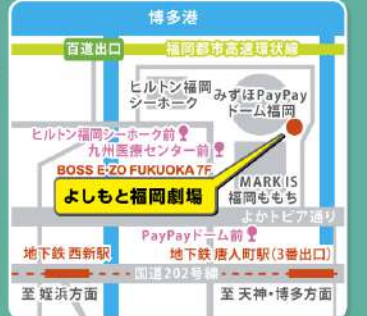 博多港
百道出口
福岡都市高速環状線
ヒルトン福岡
シーホーク
みずほPayPay
ドーム福岡
ヒルトン福岡シーホーク前
九州医療センター前
BOSS E・ZO FUKUOKA 7F
よしもと福岡劇場
MARK IS
福岡ももち
よかトピア通り
PayPayドーム前
地下鉄 西新駅
地下鉄 唐人町駅(3番出口)
国道202号線
至 姪浜方面
至 天神・博多方面